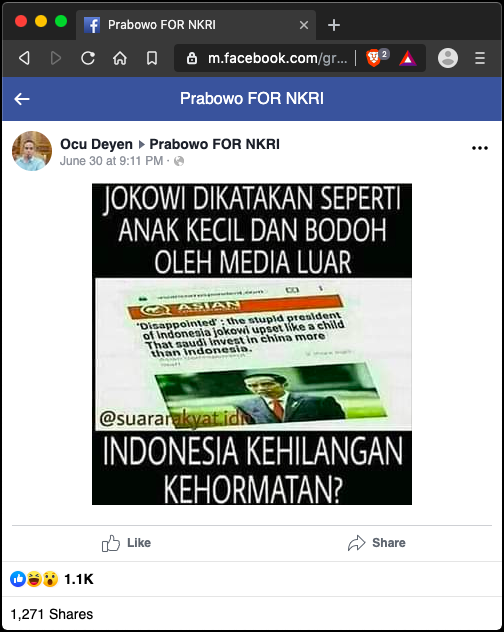 Prabowo FOR NKRI
m.facebook.com/gr...
2
Prabowo FOR NKRI
Ocu Deyen ▸ Prabowo FOR NKRI
June 30 at 9:11 PM ·
JOKOWI DIKATAKAN SEPERTI
ANAK KECIL DAN BODOH
OLEH MEDIA LUAR
ASIAN
'Disappointed' : the stupid president
of indonesia jokowi upset like a child
That saudi invest in china more
than indonesia.
@suararakyat.idn
INDONESIA KEHILANGAN
KEHORMATAN?
Like
Share
1.1K
1,271 Shares